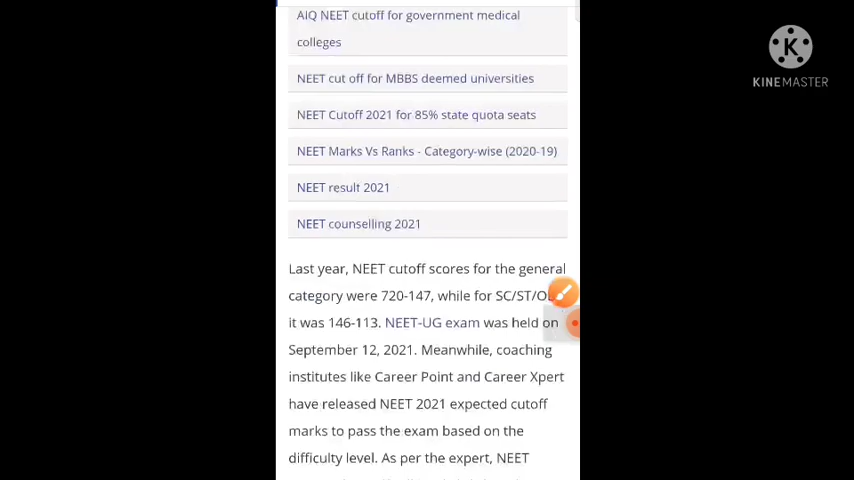 AIQ NEET cutoff for government medical
colleges
NEET cut off for MBBS deemed universities
NEET Cutoff 2021 for 85% state quota seats
NEET Marks Vs Ranks - Category-wise (2020-19)
NEET result 2021
NEET counselling 2021
Last year, NEET cutoff scores for the general
category were 720-147, while for
it was 146-113. NEET-UG exam was held on
September 12, 2021. Meanwhile, coaching
institutes like Career Point and Career Xpert
have released NEET 2021 expected cutoff
marks to pass the exam based on the
difficulty level. As per the expert, NEET
K
KINEMASTER